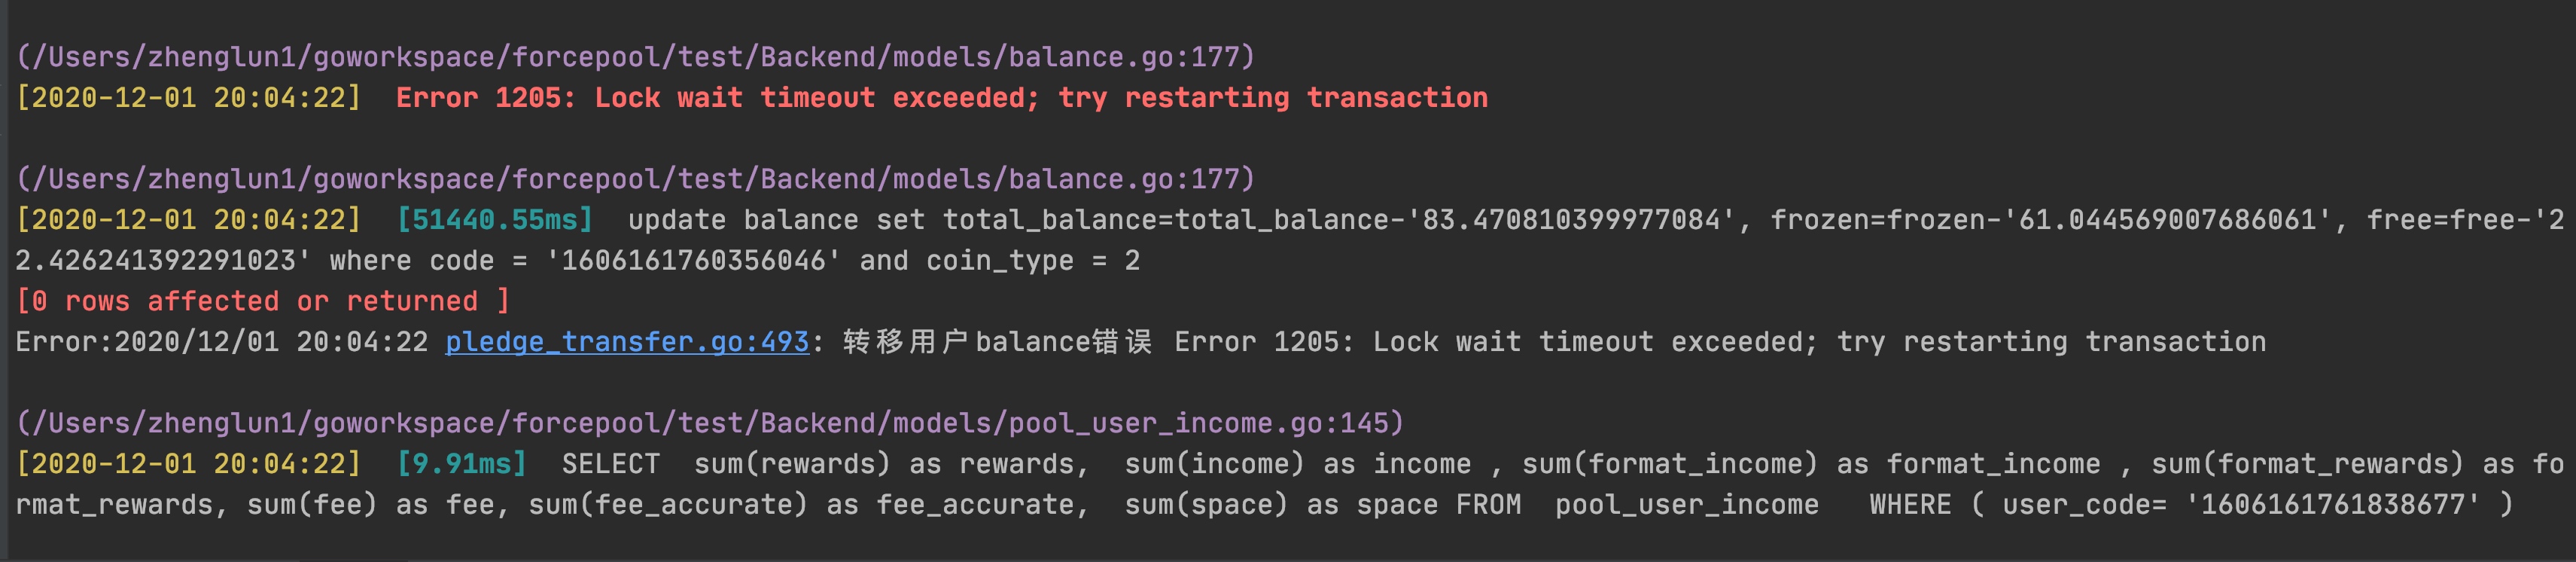 (/Users/zhenglun1/goworkspace/forcepool/test/Backend/models/balance.go:177)
[2020-12-01 20:04:22]  Error 1205: Lock wait timeout exceeded; try restarting transaction
(/Users/zhenglun1/goworkspace/forcepool/test/Backend/models/balance.go:177)
[2020-12-01 20:04:22]  [51440.55ms]  update balance set total_balance=total_balance-'83.470810399977084', frozen=frozen-'61.044569007686061', free=free-'2
2.426241392291023' where code = '1606161760356046' and coin_type = 2
[0 rows affected or returned ]
Error:2020/12/01 20:04:22 pledge_transfer.go:493: 转移用户balance错误 Error 1205: Lock wait timeout exceeded; try restarting transaction
(/Users/zhenglun1/goworkspace/forcepool/test/Backend/models/pool_user_income.go:145)
[2020-12-01 20:04:22]  [9.91ms]  SELECT  sum(rewards) as rewards,  sum(income) as income , sum(format_income) as format_income , sum(format_rewards) as fo
rmat_rewards, sum(fee) as fee, sum(fee_accurate) as fee_accurate,  sum(space) as space FROM  pool_user_income   WHERE ( user_code= '1606161761838677' )